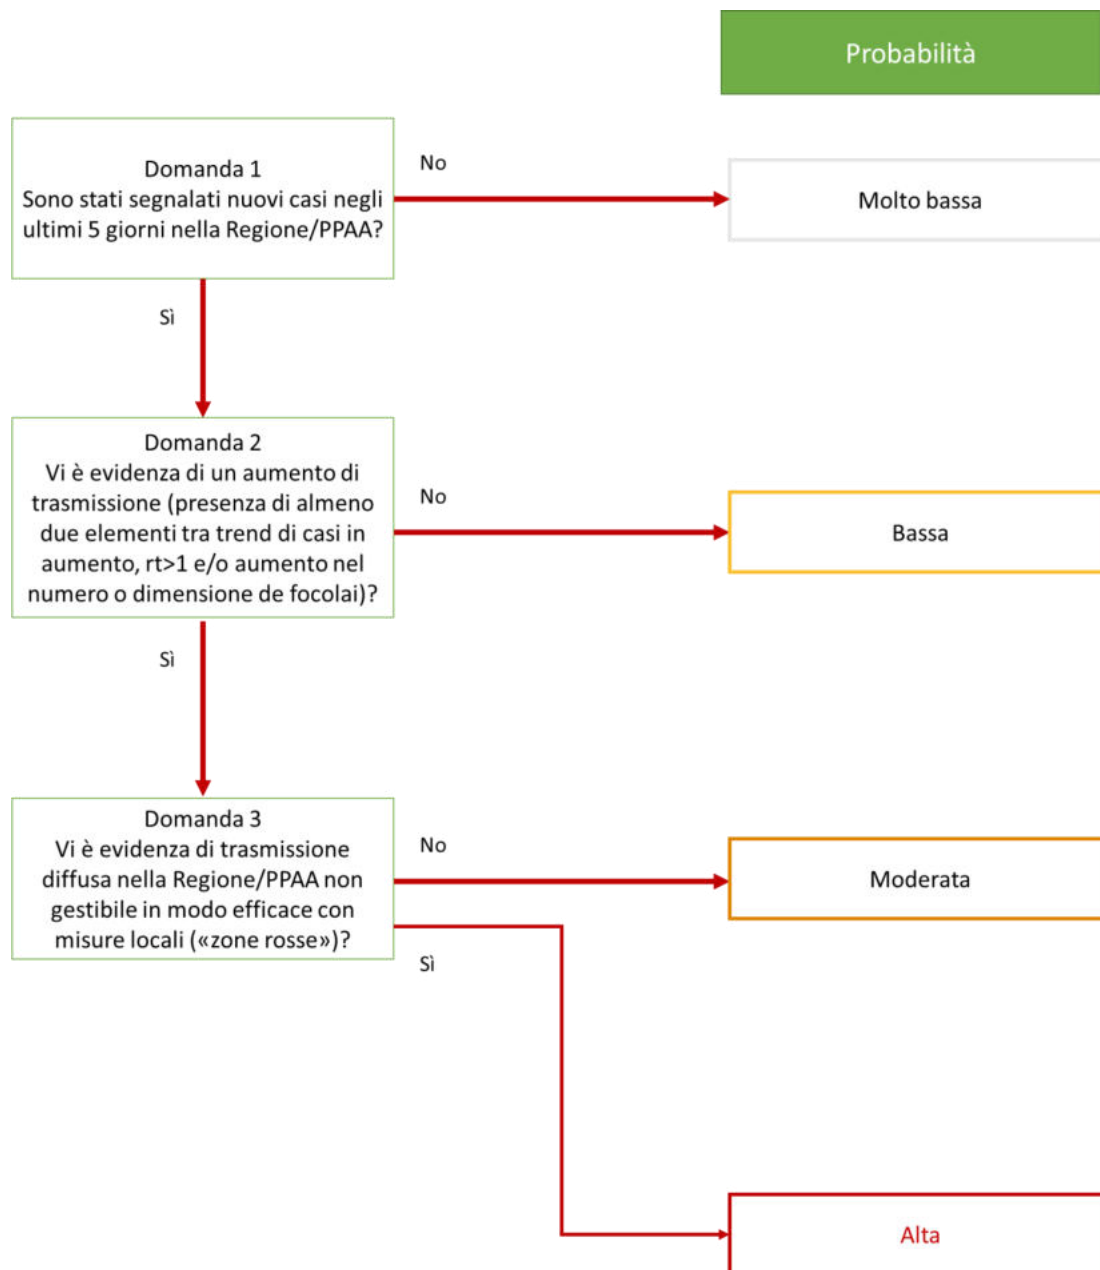 Probabilità
Domanda 1
Sono stati segnalati nuovi casi negli
ultimi 5 giorni nella Regione/PPAA?
No
Molto bassa
Sì
Domanda 2
Vi è evidenza di un aumento di
trasmissione (presenza di almeno
due elementi tra trend di casi in
aumento, rt>1 e/o aumento nel
numero o dimensione de focolai)?
No
Bassa
Sì
Domanda 3
Vi è evidenza di trasmissione
diffusa nella Regione/PPAA non
gestibile in modo efficace con
misure locali («zone rosse»)?
No
Moderata
Sì
Alta